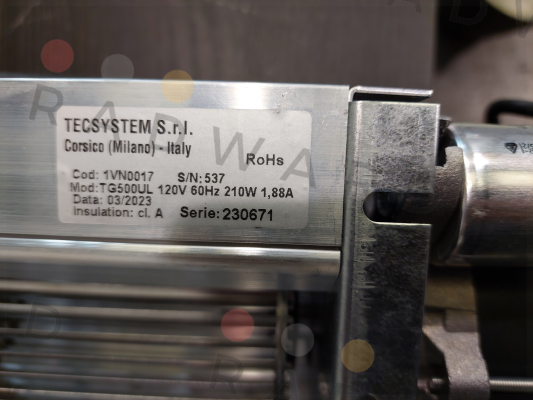 TECSYSTEM S.r.l.
Corsico (Milano) - Italy
RoHs
Cod: 1VN0017 S/N: 537
Mod:TG500UL 120V 60Hz 210W 1,88A
Data: 03/2023
Insulation: cl. A Serie: 230671
RADWAY